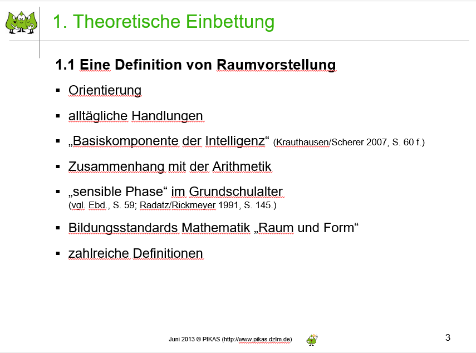 1. Theoretische Einbettung
1.1 Eine Definition von Raumvorstellung
▪ Orientierung
▪ alltägliche Handlungen
▪ „Basiskomponente der Intelligenz“ (Krauthausen/Scherer 2007, S. 60 f.)
▪ Zusammenhang mit der Arithmetik
▪ „sensible Phase“ im Grundschulalter
(vgl. Ebd., S. 59; Radatz/Rickmeyer 1991, S. 145 )
▪ Bildungsstandards Mathematik „Raum und Form“
▪ zahlreiche Definitionen
Juni 2013 © PIKAS (http://www.pikas.dzlm.de)
3